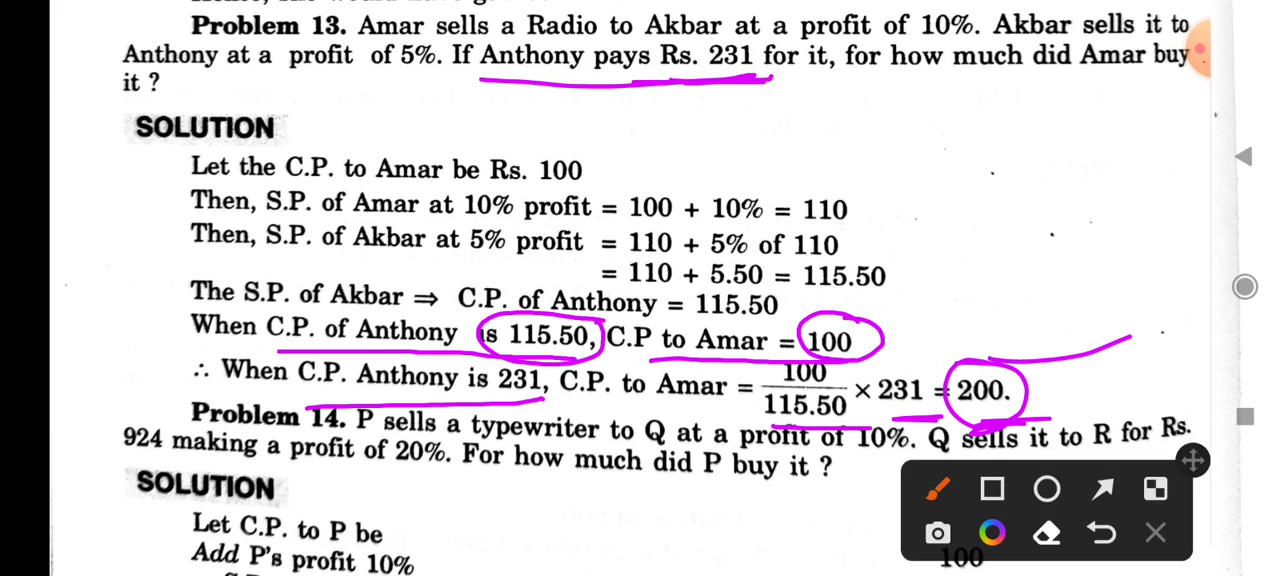 Problem 13. Amar sells a Radio to Akbar at a profit of 10%. Akbar sells it to
Anthony at a profit of 5%. If Anthony pays Rs. 231 for it, for how much did Amar buy
it ?
SOLUTION
Let the C.P. to Amar be Rs. 100
Then, S.P. of Amar at 10% profit = 100 + 10% = 110
Then, S.P. of Akbar at 5% profit = 110 + 5% of 110
= 110 + 5.50 = 115.50
The S.P. of Akbar ⇒ C.P. of Anthony = 115.50
When C.P. of Anthony is 115.50, C.P to Amar = 100
∴ When C.P. Anthony is 231, C.P. to Amar = 100/115.50 × 231 = 200.
Problem 14. P sells a typewriter to Q at a profit of 10%. Q sells it to R for Rs.
924 making a profit of 20%. For how much did P buy it ?
SOLUTION
Let C.P. to P be
100
Add P's profit 10%